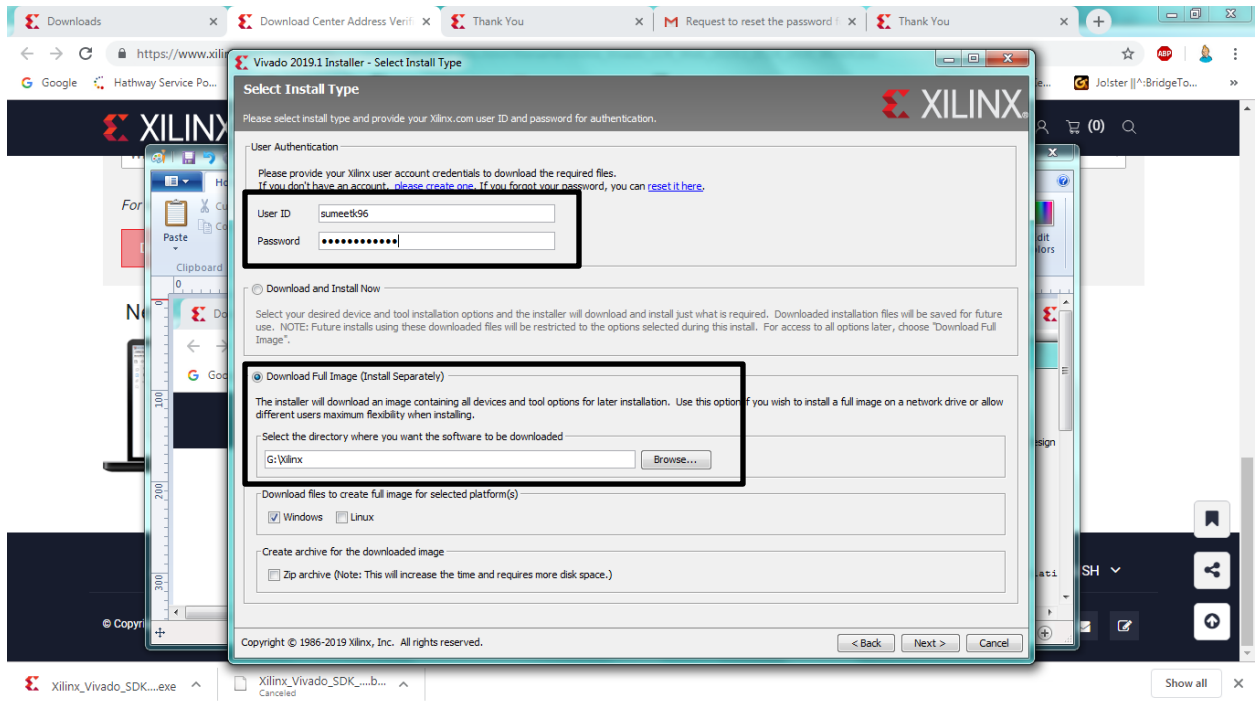 Downloads
Download Center Address Verifi
Thank You
Request to reset the password f
Thank You
https://www.xilin
ABP
Google
Hathway Service Po...
Jo!ster ||^:BridgeTo...
»
XILINX
(0)
For
Paste
Clipboard
Vivado 2019.1 Installer - Select Install Type
Select Install Type
Please select install type and provide your Xilinx.com user ID and password for authentication.
XILINX
User Authentication
Please provide your Xilinx user account credentials to download the required files.
If you don't have an account, please create one. If you forgot your password, you can reset it here.
User ID sumeetk96
Password ••••••••••••
Download and Install Now
Select your desired device and tool installation options and the installer will download and install just what is required. Downloaded installation files will be saved for future
use. NOTE: Future installs using these downloaded files will be restricted to the options selected during this install. For access to all options later, choose "Download Full
Image".
Download Full Image (Install Separately)
The installer will download an image containing all devices and tool options for later installation. Use this option if you wish to install a full image on a network drive or allow
different users maximum flexibility when installing.
Select the directory where you want the software to be downloaded
G:\Xilinx
Browse...
Download files to create full image for selected platform(s)
Windows Linux
Create archive for the downloaded image
Zip archive (Note: This will increase the time and requires more disk space.)
Copyright © 1986-2019 Xilinx, Inc. All rights reserved.
< Back Next > Cancel
0
100
200
300
SH
© Copyri
Xilinx_Vivado_SDK....exe
Xilinx_Vivado_SDK_....b...
Canceled
Show all